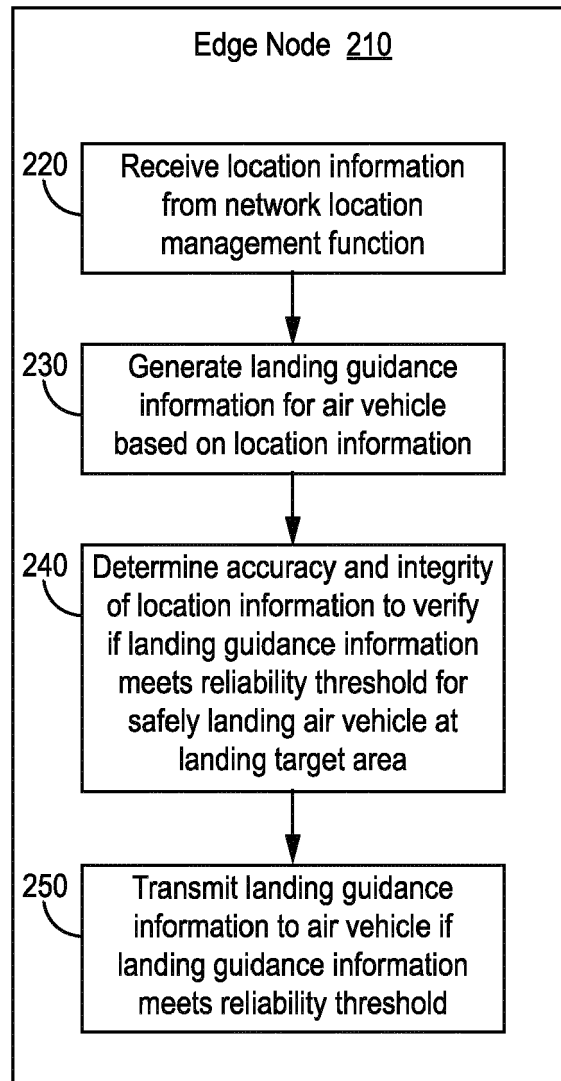 Edge Node 210
220
Receive location information
from network location
management function
230
Generate landing guidance
information for air vehicle
based on location information
240
Determine accuracy and integrity
of location information to verify
if landing guidance information
meets reliability threshold for
safely landing air vehicle at
landing target area
250
Transmit landing guidance
information to air vehicle if
landing guidance information
meets reliability threshold